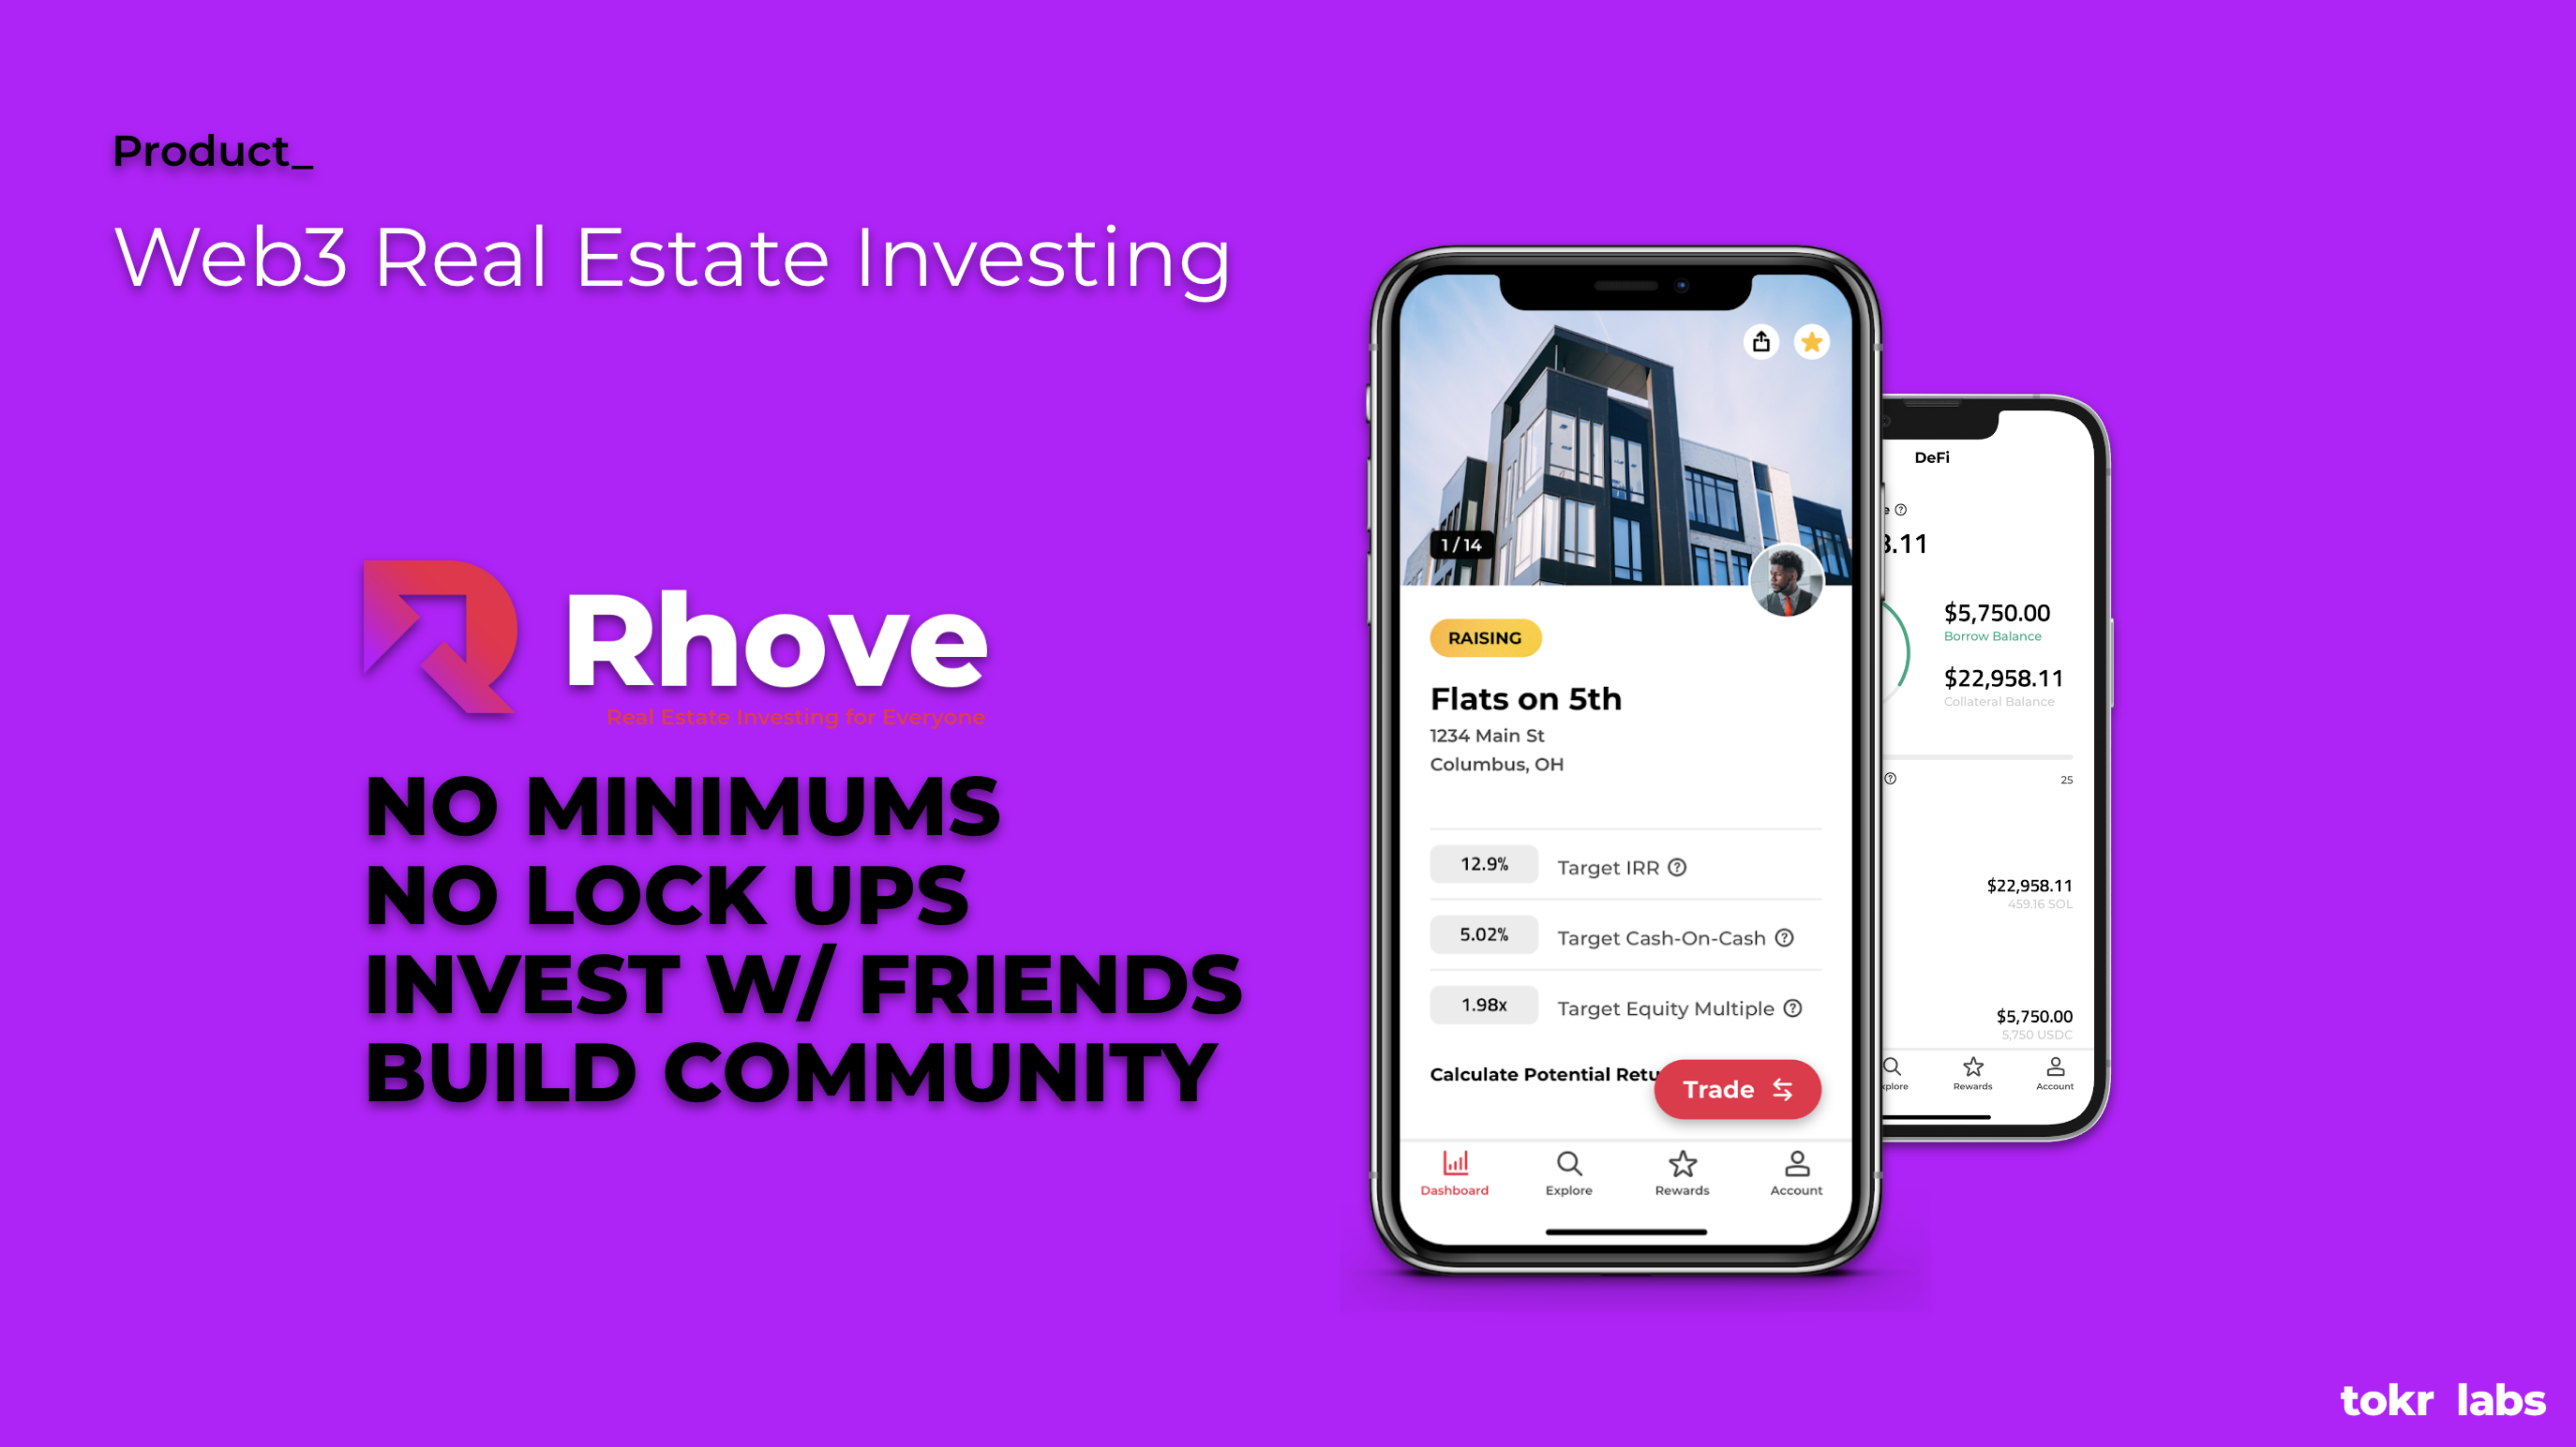 Product_
Web3 Real Estate Investing
Rhove
Real Estate Investing for Everyone
NO MINIMUMS
NO LOCK UPS
INVEST W/ FRIENDS
BUILD COMMUNITY
1 / 14
RAISING
Flats on 5th
1234 Main St
Columbus, OH
12.9% Target IRR
5.02% Target Cash-On-Cash
1.98x Target Equity Multiple
Calculate Potential
Trade
Dashboard Explore Rewards Account
DeFi
$5,750.00
Borrow Balance
$22,958.11
Collateral Balance
25
$22,958.11
459.16 SOL
$5,750.00
5,750 USDC
Rewards Account
tokr labs